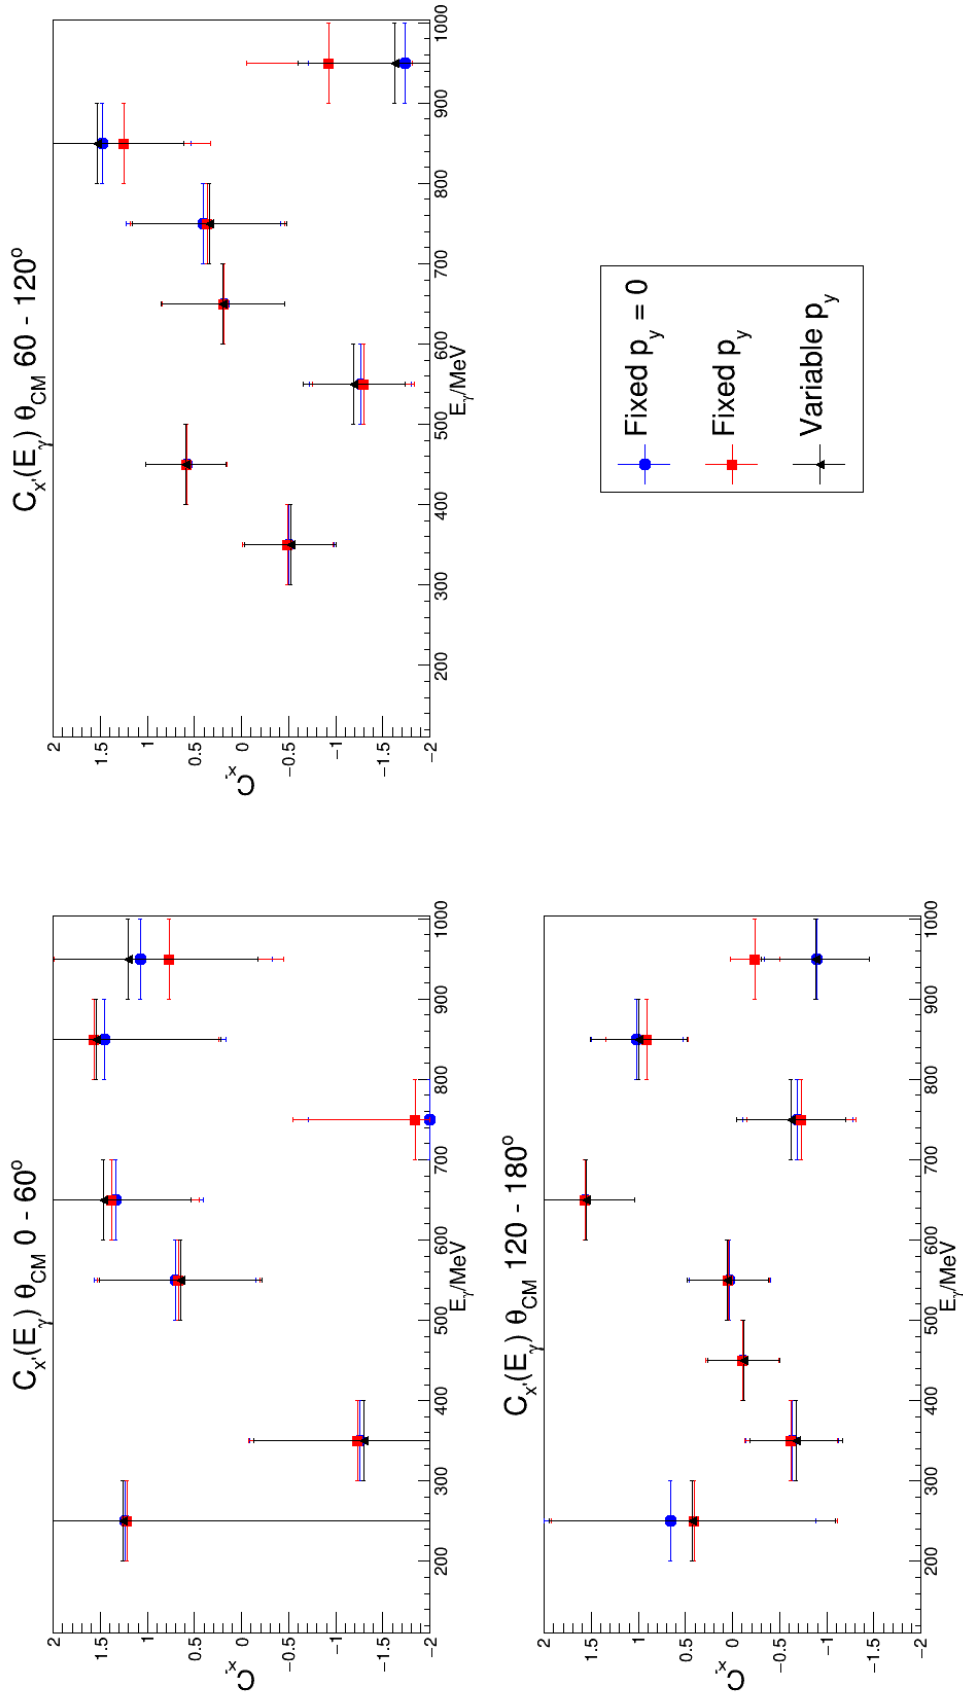 C_x'(E_γ) θ_CM 0 - 60°
C_x'
2
1.5
1
0.5
0
−0.5
−1
−1.5
−2
200 300 400 500 600 700 800 900 1000
E_γ/MeV
C_x'(E_γ) θ_CM 60 - 120°
C_x'
2
1.5
1
0.5
0
−0.5
−1
−1.5
−2
200 300 400 500 600 700 800 900 1000
E_γ/MeV
C_x'(E_γ) θ_CM 120 - 180°
C_x'
2
1.5
1
0.5
0
−0.5
−1
−1.5
−2
200 300 400 500 600 700 800 900 1000
E_γ/MeV
Fixed p_y = 0
Fixed p_y
Variable p_y